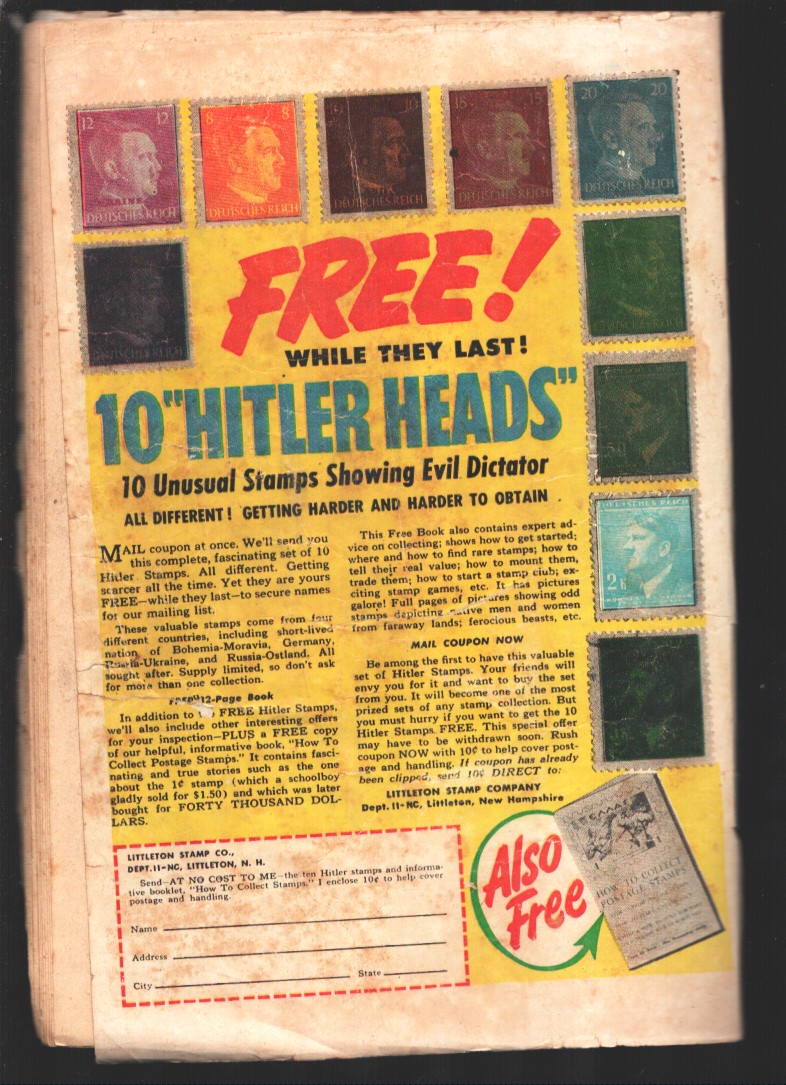 12 12
DEUTSCHES REICH
8 8
DEUTSCHES REICH
10
DEUTSCHES REICH
15 15
DEUTSCHES REICH
20 20
DEUTSCHES REICH
DEUTSCHES REICH
FREE!
WHILE THEY LAST!
10 "HITLER HEADS"
10 Unusual Stamps Showing Evil Dictator
ALL DIFFERENT! GETTING HARDER AND HARDER TO OBTAIN .
MAIL coupon at once. We'll send you
this complete, fascinating set of 10
Hitler Stamps. All different. Getting
scarcer all the time. Yet they are yours
FREE—while they last—to secure names
for our mailing list.
These valuable stamps come from four
different countries, including short-lived
nation of Bohemia-Moravia, Germany,
Russia-Ukraine, and Russia-Ostland. All
sought after. Supply limited, so don't ask
for more than one collection.
FREE 32-Page Book
In addition to FREE Hitler Stamps,
we'll also include other interesting offers
for your inspection—PLUS a FREE copy
of our helpful, informative book, "How To
Collect Postage Stamps." It contains fasci-
nating and true stories such as the one
about the 1¢ stamp (which a schoolboy
gladly sold for $1.50) and which was later
bought for FORTY THOUSAND DOL-
LARS.
This Free Book also contains expert ad-
vice on collecting; shows how to get started;
where and how to find rare stamps; how to
tell their real value; how to mount them,
trade them; how to start a stamp club; ex-
citing stamp games, etc. It has pictures
galore! Full pages of pictures showing odd
stamps depicting native men and women
from faraway lands; ferocious beasts, etc.
MAIL COUPON NOW
Be among the first to have this valuable
set of Hitler Stamps. Your friends will
envy you for it and want to buy the set
from you. It will become one of the most
prized sets of any stamp collection. But
you must hurry if you want to get the 10
Hitler Stamps FREE. This special offer
may have to be withdrawn soon. Rush
coupon NOW with 10¢ to help cover post-
age and handling. If coupon has already
been clipped, send 10¢ DIRECT to:
LITTLETON STAMP COMPANY
Dept. 11-NC, Littleton, New Hampshire
50
DEUTSCHES REICH
2
LITTLETON STAMP CO.,
DEPT.11-NC, LITTLETON, N. H.
Send—AT NO COST TO ME—the ten Hitler stamps and informa-
tive booklet, "How To Collect Stamps." I enclose 10¢ to help cover
postage and handling.
Name
Address
City State
Also
Free
HOW TO COLLECT
POSTAGE STAMPS